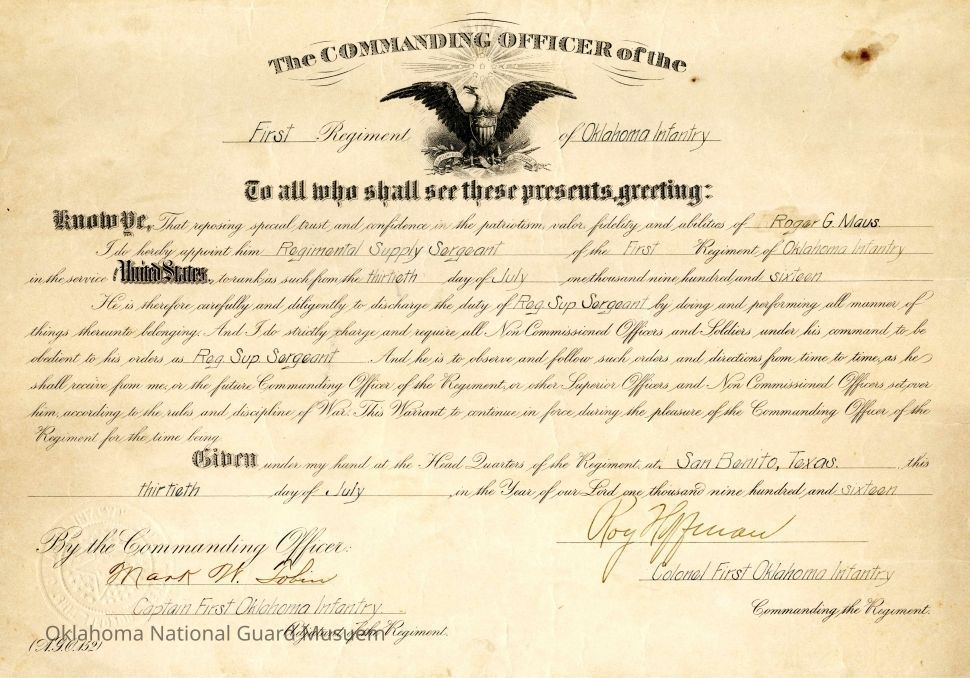 The COMMANDING OFFICER of the
First Regiment of Oklahoma Infantry
To all who shall see these presents, greeting:
Know Ye, That reposing special trust and confidence in the patriotism, valor, fidelity and abilities of Roger G. Maus.
I do hereby appoint him Regimental Supply Sergeant of the First Regiment of Oklahoma Infantry
in the service United States, to rank as such from the thirtieth day of July one thousand nine hundred and sixteen
He is therefore carefully and diligently to discharge the duty of Reg Sup Sergeant by doing and performing all manner of
things thereunto belonging. And I do strictly charge and require all Non Commissioned Officers and Soldiers under his command to be
obedient to his orders as Reg Sup. Sergeant And he is to observe and follow such orders and directions from time to time, as he
shall receive from me, or the future Commanding Officer of the Regiment, or other Superior Officers and Non Commissioned Officers set over
him, according to the rules and discipline of War. This Warrant to continue in force during the pleasure of the Commanding Officer of the
Regiment for the time being
Given under my hand at the Head Quarters of the Regiment at San Benito, Texas. this
thirtieth day of July in the Year of our Lord one thousand nine hundred and sixteen
Roy Hoffman
By the Commanding Officer:
Mark W. Tobin
Colonel First Oklahoma Infantry
Captain First Oklahoma Infantry
Commanding the Regiment.
Oklahoma National Guard Museum
Regiment.
(A.G.O. 152)